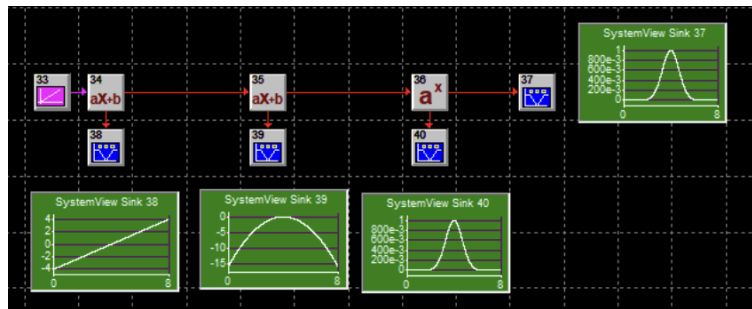 SystemView Sink 37
1
800e-3
600e-3
400e-3
200e-3
0
0 8
33 34 35 36 37
aX+b aX+b a^x
38 39 40
SystemView Sink 38
4
2
0
-2
-4
0 8
SystemView Sink 39
0
-5
-10
-15
0 8
SystemView Sink 40
1
800e-3
600e-3
400e-3
200e-3
0
0 8